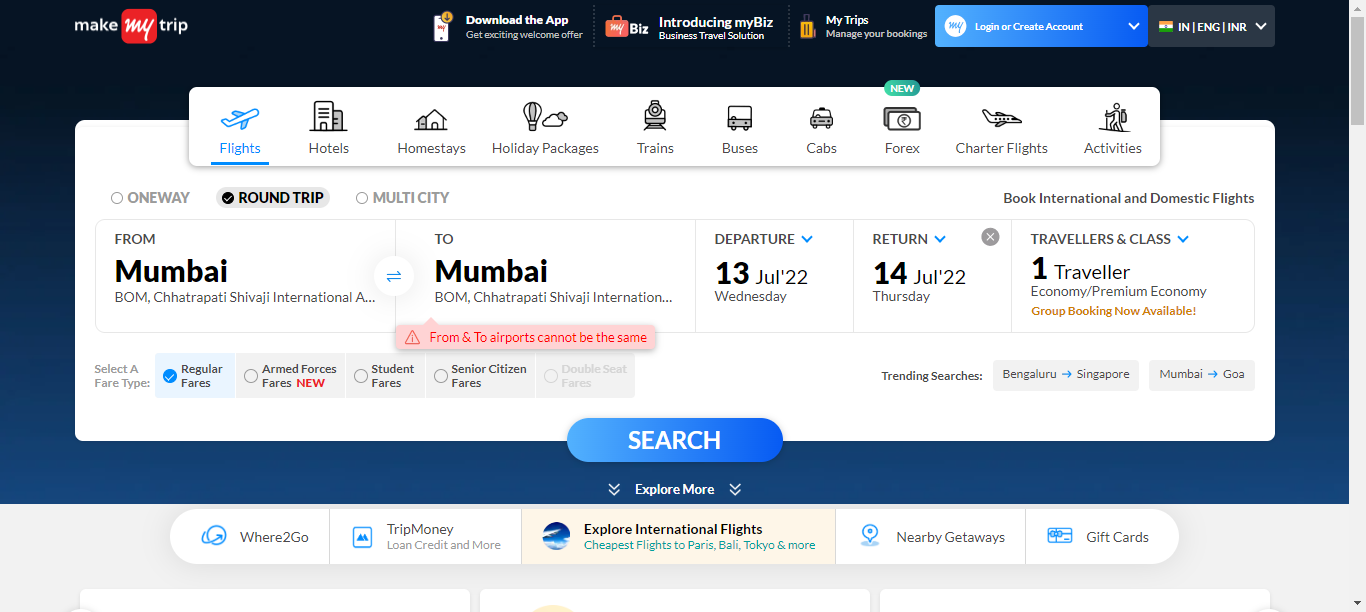 make my trip
Download the App
Get exciting welcome offer
my Biz
Introducing myBiz
Business Travel Solution
My Trips
Manage your bookings
my Login or Create Account
IN | ENG | INR
NEW
Flights Hotels Homestays Holiday Packages Trains Buses Cabs Forex Charter Flights Activities
ONEWAY ROUND TRIP MULTI CITY Book International and Domestic Flights
FROM
Mumbai
BOM, Chhatrapati Shivaji International A...
TO
Mumbai
BOM, Chhatrapati Shivaji Internation...
DEPARTURE
13 Jul'22
Wednesday
RETURN
14 Jul'22
Thursday
TRAVELLERS & CLASS
1 Traveller
Economy/Premium Economy
Group Booking Now Available!
From & To airports cannot be the same
Select A
Fare Type:
Regular
Fares
Armed Forces
Fares NEW
Student
Fares
Senior Citizen
Fares
Double Seat
Fares
Trending Searches: Bengaluru → Singapore Mumbai → Goa
SEARCH
Explore More
Where2Go
TripMoney
Loan Credit and More
Explore International Flights
Cheapest Flights to Paris, Bali, Tokyo & more
Nearby Getaways
Gift Cards